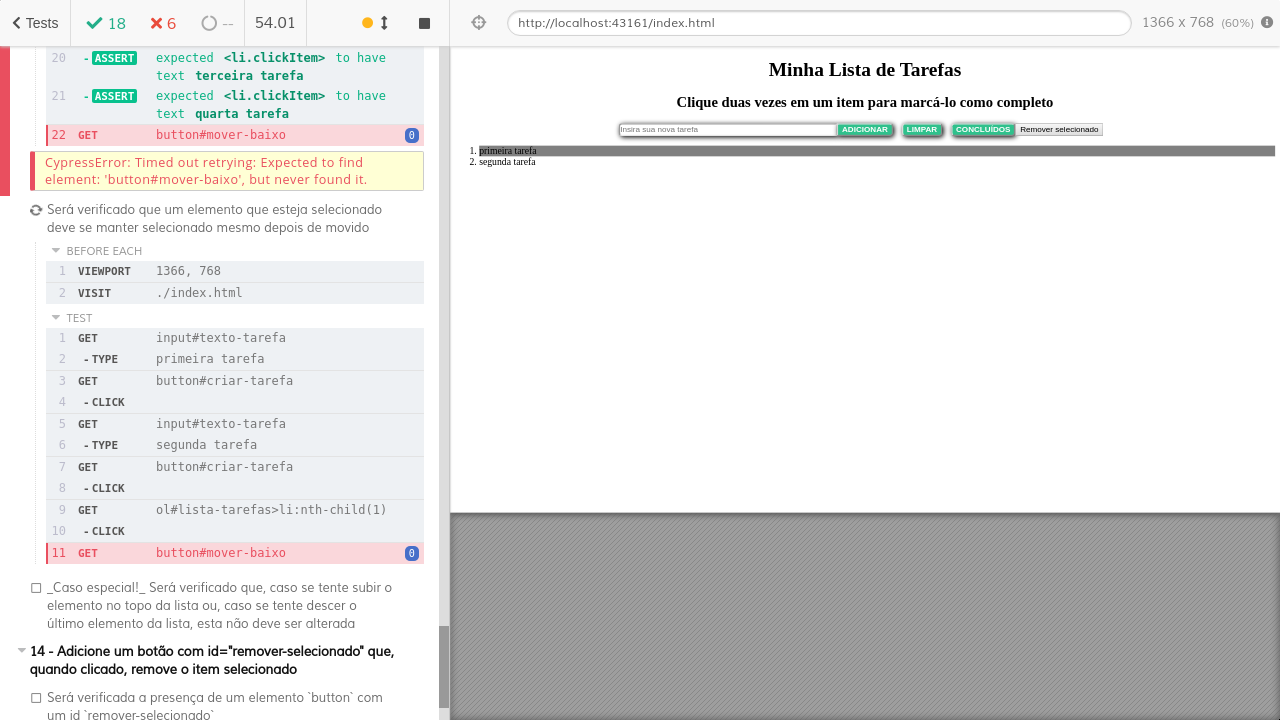 Tests
18
6
--
54.01
http://localhost:43161/index.html
1366 x 768 (60%)
20 - ASSERT expected <li.clickItem> to have
text terceira tarefa
21 - ASSERT expected <li.clickItem> to have
text quarta tarefa
22 GET button#mover-baixo 0
CypressError: Timed out retrying: Expected to find
element: 'button#mover-baixo', but never found it.
Será verificado que um elemento que esteja selecionado
deve se manter selecionado mesmo depois de movido
BEFORE EACH
1 VIEWPORT 1366, 768
2 VISIT ./index.html
TEST
1 GET input#texto-tarefa
2 - TYPE primeira tarefa
3 GET button#criar-tarefa
4 - CLICK
5 GET input#texto-tarefa
6 - TYPE segunda tarefa
7 GET button#criar-tarefa
8 - CLICK
9 GET ol#lista-tarefas>li:nth-child(1)
10 - CLICK
11 GET button#mover-baixo 0
_Caso especial!_ Será verificado que, caso se tente subir o
elemento no topo da lista ou, caso se tente descer o
último elemento da lista, esta não deve ser alterada
14 - Adicione um botão com id="remover-selecionado" que,
quando clicado, remove o item selecionado
Será verificada a presença de um elemento `button` com
um id `remover-selecionado`
Minha Lista de Tarefas
Clique duas vezes em um item para marcá-lo como completo
Insira sua nova tarefa ADICIONAR LIMPAR CONCLUÍDOS Remover selecionado
1. primeira tarefa
2. segunda tarefa